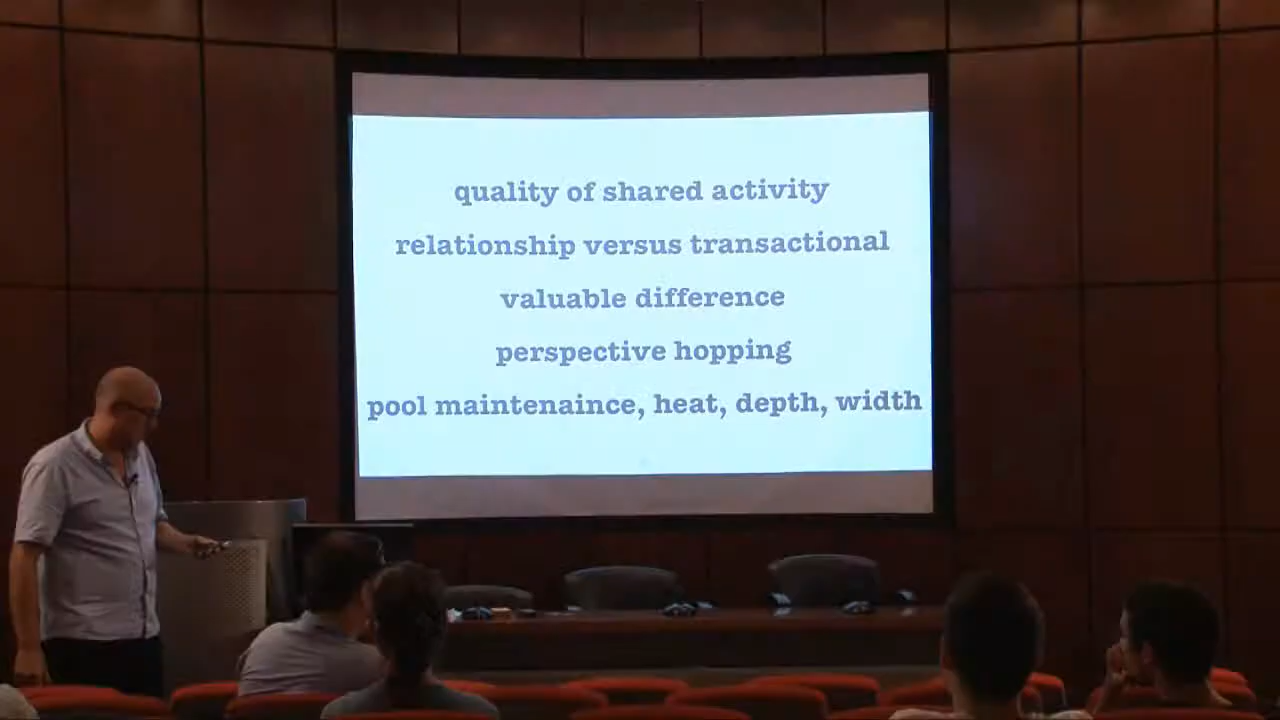 quality of shared activity
relationship versus transactional
valuable difference
perspective hopping
pool maintenaince, heat, depth, width